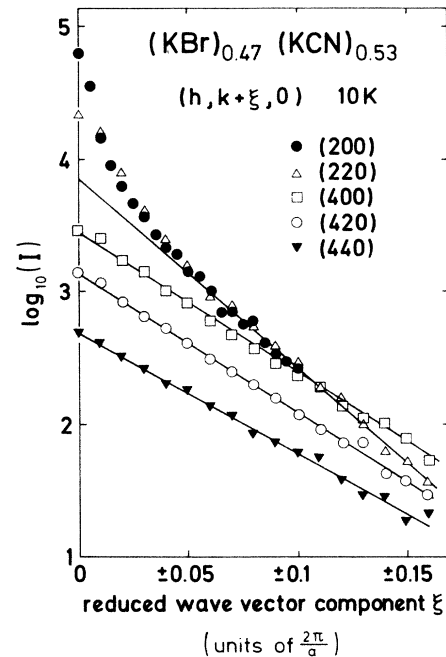 (KBr)0.47 (KCN)0.53
(h, k+ξ, 0) 10K
● (200)
△ (220)
□ (400)
○ (420)
▼ (440)
log10(I)
5
4
3
2
1
0 ±0.05 ±0.1 ±0.15
reduced wave vector component ξ
(units of 2π/a)